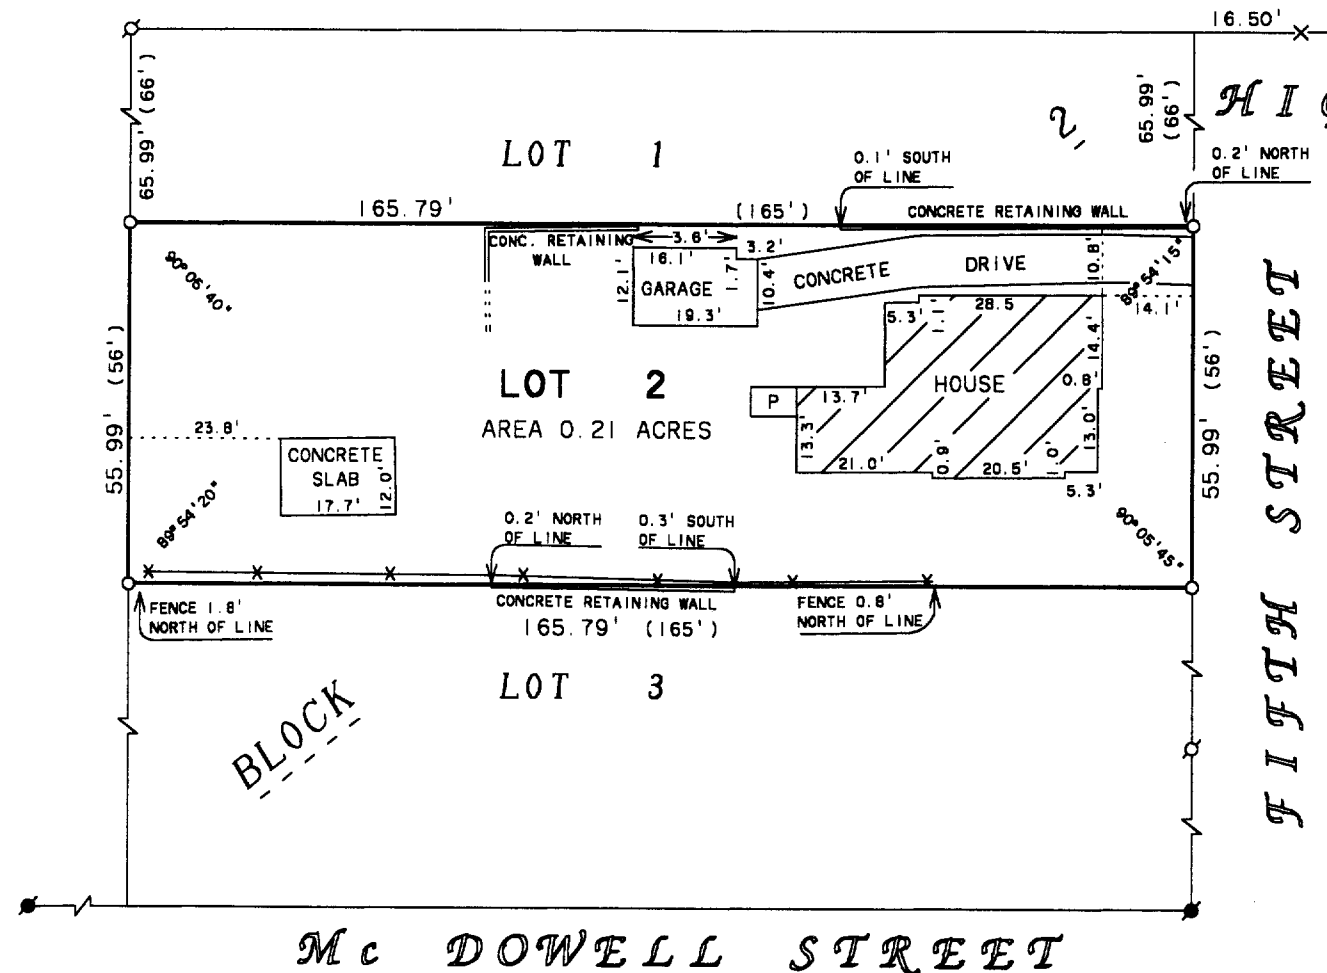 16.50'
65.99' (66')
65.99'
(66')
HI
2,
LOT 1
0.1' SOUTH
OF LINE
0.2' NORTH
OF LINE
165.79'
(165')
CONCRETE RETAINING WALL
CONC. RETAINING
WALL
3.6'
3.2'
16.1'
1.7'
12.1'
10.4'
GARAGE
19.3'
CONCRETE DRIVE
10.8'
89°54'15"
90°05'40"
14.1'
28.5
5.3'
14.4'
HOUSE
0.8'
P
13.7'
13.3'
13.0'
21.0'
0.9'
20.5'
1.0'
5.3'
LOT 2
AREA 0.21 ACRES
55.99' (56')
55.99' (56')
23.8'
CONCRETE
SLAB
17.7'
12.0'
89°54'20"
90°05'45"
0.2' NORTH
OF LINE
0.3' SOUTH
OF LINE
FENCE 1.8'
NORTH OF LINE
CONCRETE RETAINING WALL
FENCE 0.8'
NORTH OF LINE
165.79' (165')
LOT 3
BLOCK
FIFTH STREET
Mc DOWELL STREET